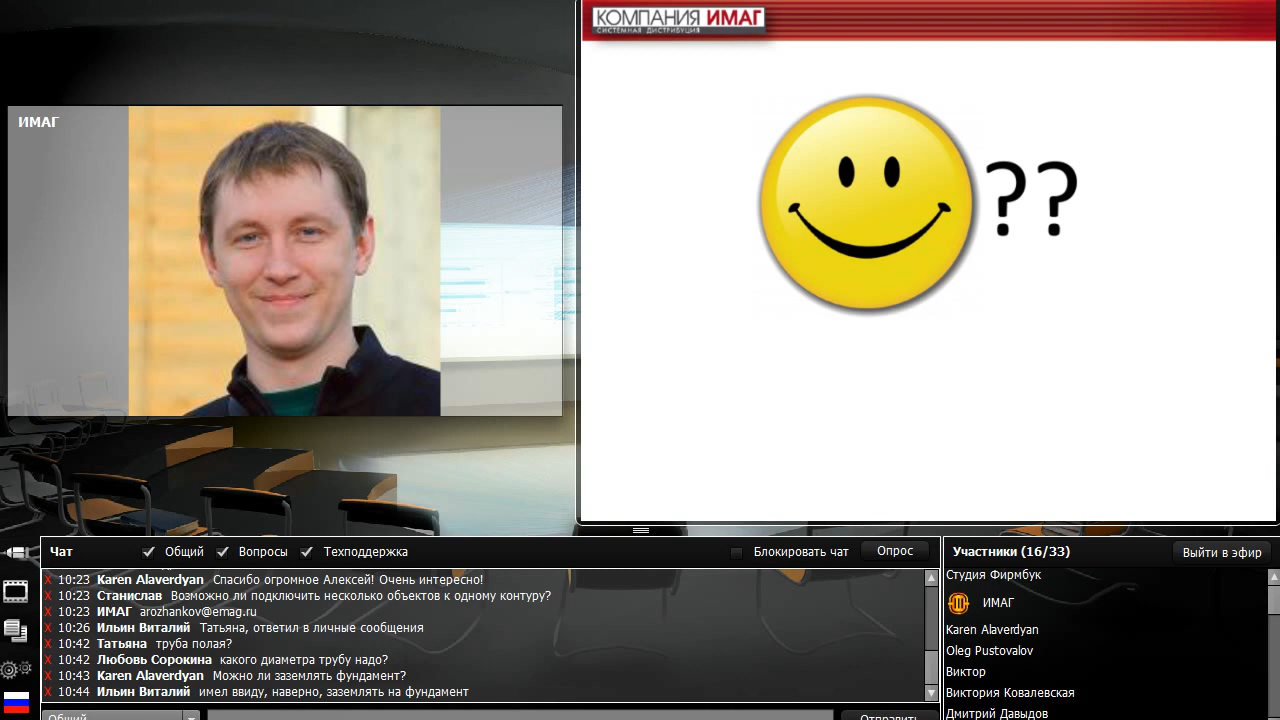 КОМПАНИЯ ИМАГ
СИСТЕМНАЯ ДИСТРИБУЦИЯ
ИМАГ
??
Чат Общий Вопросы Техподдержка Блокировать чат Опрос
X 10:23 Karen Alaverdyan Спасибо огромное Алексей! Очень интересно!
X 10:23 Станислав Возможно ли подключить несколько объектов к одному контуру?
X 10:23 ИМАГ arozhankov@emag.ru
X 10:26 Ильин Виталий Татьяна, ответил в личные сообщения
X 10:42 Татьяна труба полая?
X 10:42 Любовь Сорокина какого диаметра трубу надо?
X 10:43 Karen Alaverdyan Можно ли заземлять фундамент?
X 10:44 Ильин Виталий имел ввиду, наверно, заземлять на фундамент
Общий Отправить
Участники (16/33) Выйти в эфир
Студия Фирмбук
ИМАГ
Karen Alaverdyan
Oleg Pustovalov
Виктор
Виктория Ковалевская
Дмитрий Давыдов